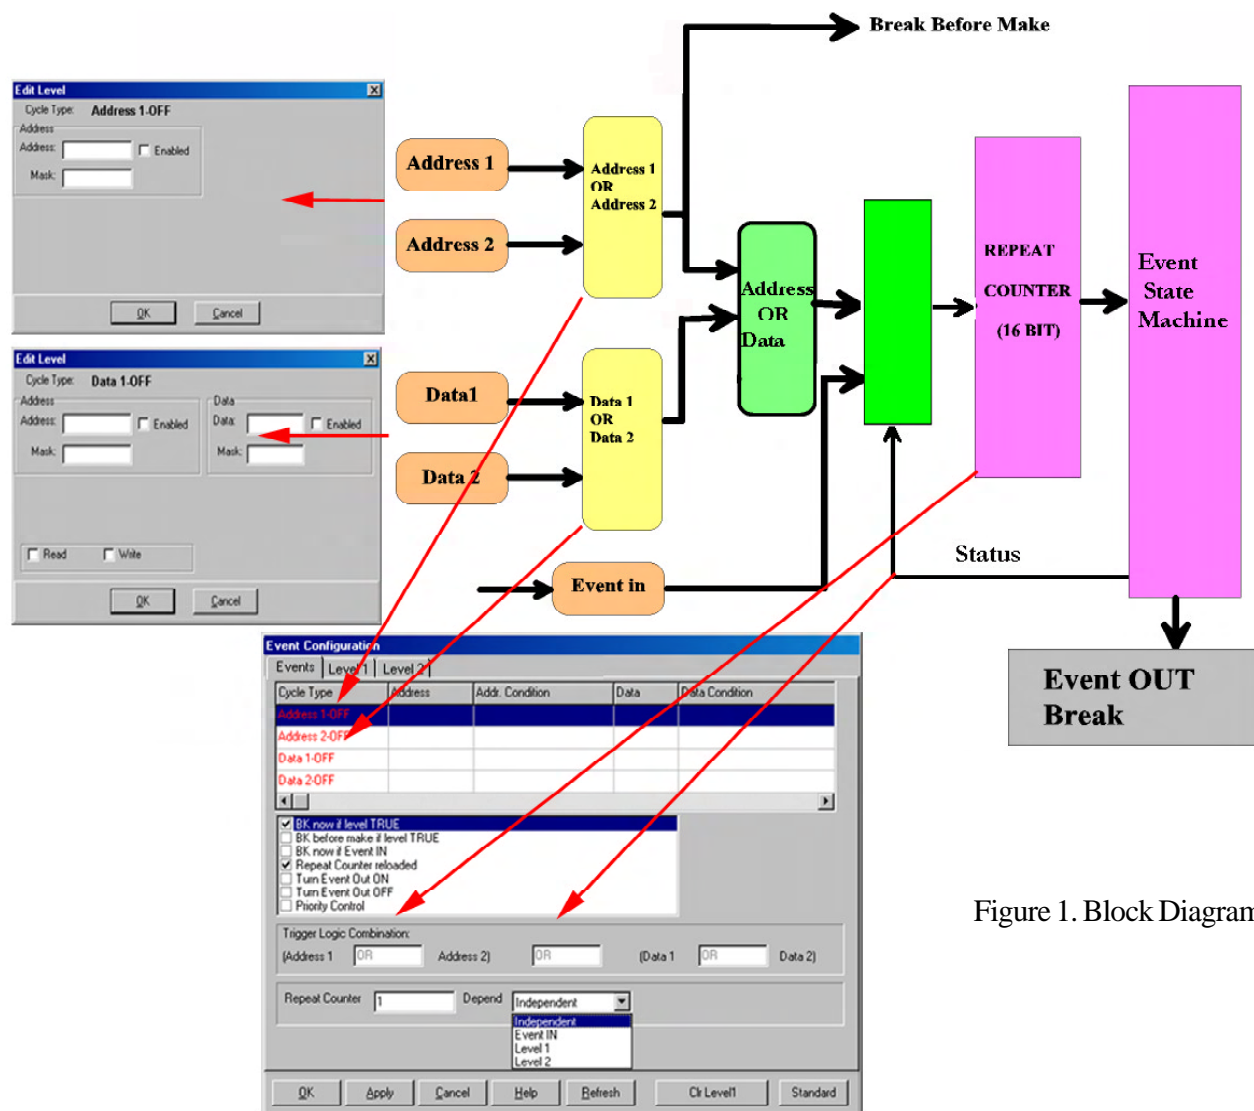 Break Before Make
Edit Level
Cycle Type: Address 1-OFF
Address
Address: Enabled
Mask:
OK Cancel
Edit Level
Cycle Type: Data 1-OFF
Address Data
Address: Enabled Data: Enabled
Mask: Mask:
Read Write
OK Cancel
Address 1
Address 2
Data1
Data 2
Event in
Address 1
OR
Address 2
Data 1
OR
Data 2
Address
OR
Data
REPEAT
COUNTER
(16 BIT)
Event
State
Machine
Status
Event OUT
Break
Event Configuration
Events Level 1 Level 2
Cycle Type Address Addr. Condition Data Data Condition
Address 1-OFF
Address 2-OFF
Data 1-OFF
Data 2-OFF
BK now if level TRUE
BK before make if level TRUE
BK now if Event IN
Repeat Counter reloaded
Turn Event Out ON
Turn Event Out OFF
Priority Control
Trigger Logic Combination:
(Address 1 OR Address 2) OR (Data 1 OR Data 2)
Repeat Counter 1 Depend Independent
Independent
Event IN
Level 1
Level 2
OK Apply Cancel Help Refresh Clr Level1 Standard
Figure 1. Block Diagram